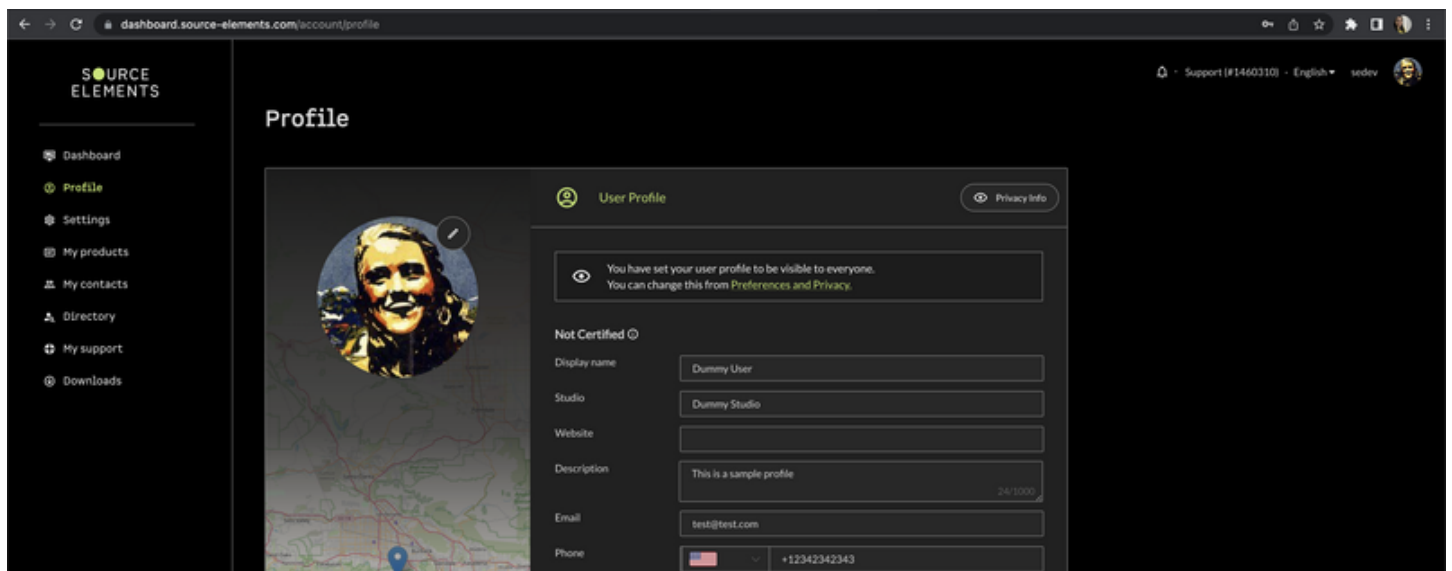 dashboard.source-elements.com/account/profile
SOURCE
ELEMENTS
Support (#1460310) - English sedev
Profile
Dashboard
Profile
Settings
My products
My contacts
Directory
My support
Downloads
User Profile
Privacy Info
You have set your user profile to be visible to everyone.
You can change this from Preferences and Privacy.
Not Certified
Display name
Dummy User
Studio
Dummy Studio
Website
Description
This is a sample profile
24/1000
Email
test@test.com
Phone
+12342342343